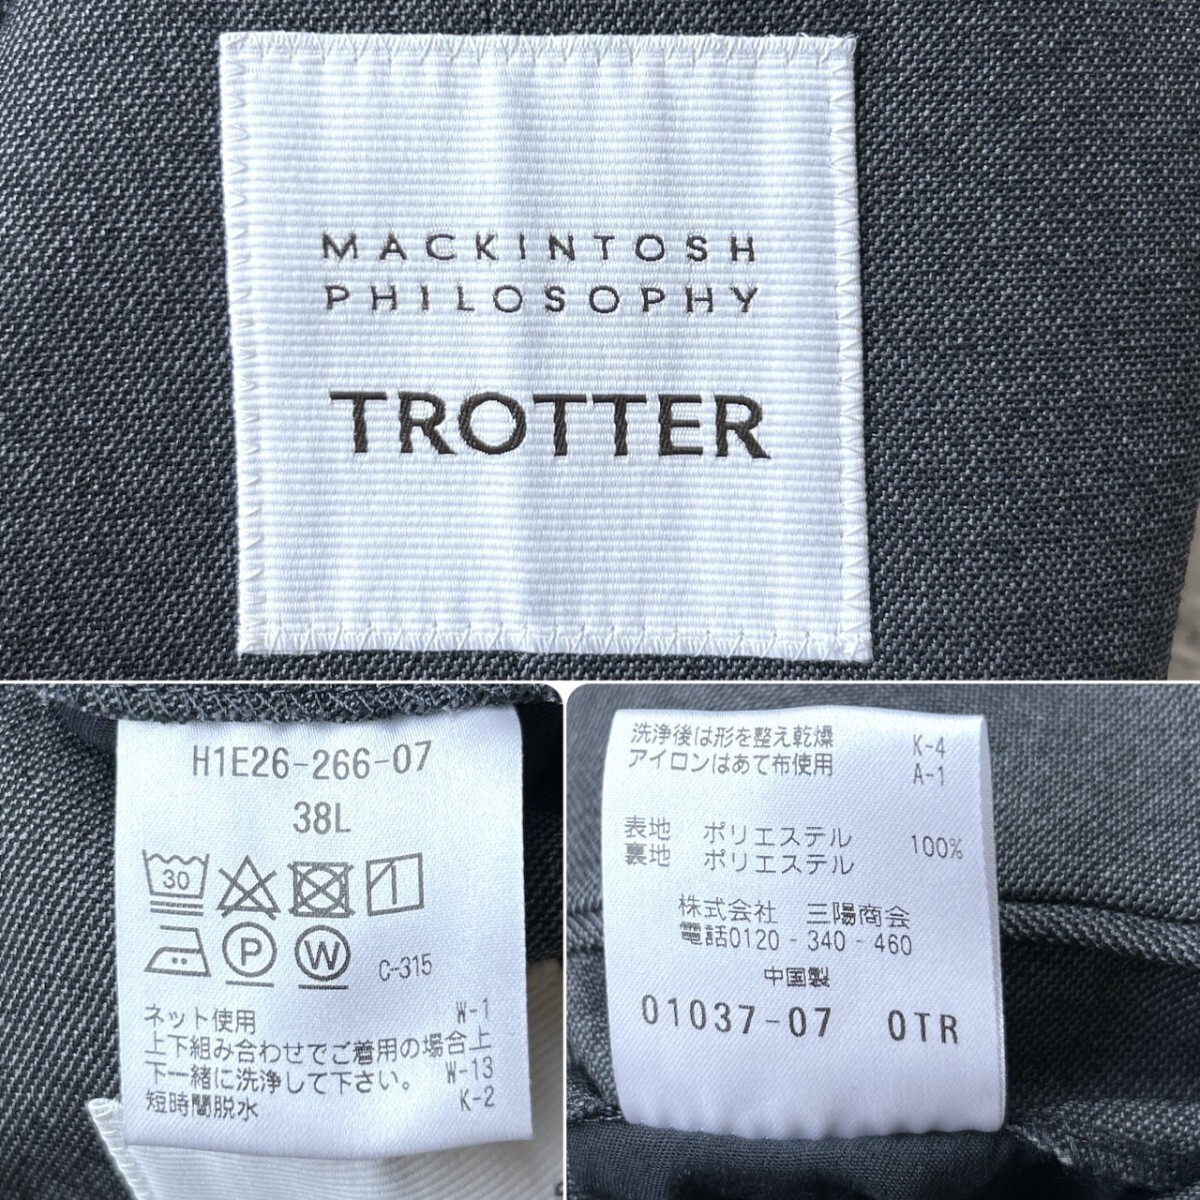 MACKINTOSH
PHILOSOPHY
TROTTER
H1E26-266-07
38L
30
P
W
C-315
ネット使用 W-1
上下組み合わせでご着用の場合上
下一緒に洗浄して下さい。 W-13
短時間脱水 K-2
洗浄後は形を整え乾燥 K-4
アイロンはあて布使用 A-1
表地 ポリエステル 100%
裏地 ポリエステル
株式会社 三陽商会
電話0120-340-460
中国製
01037-07 0TR